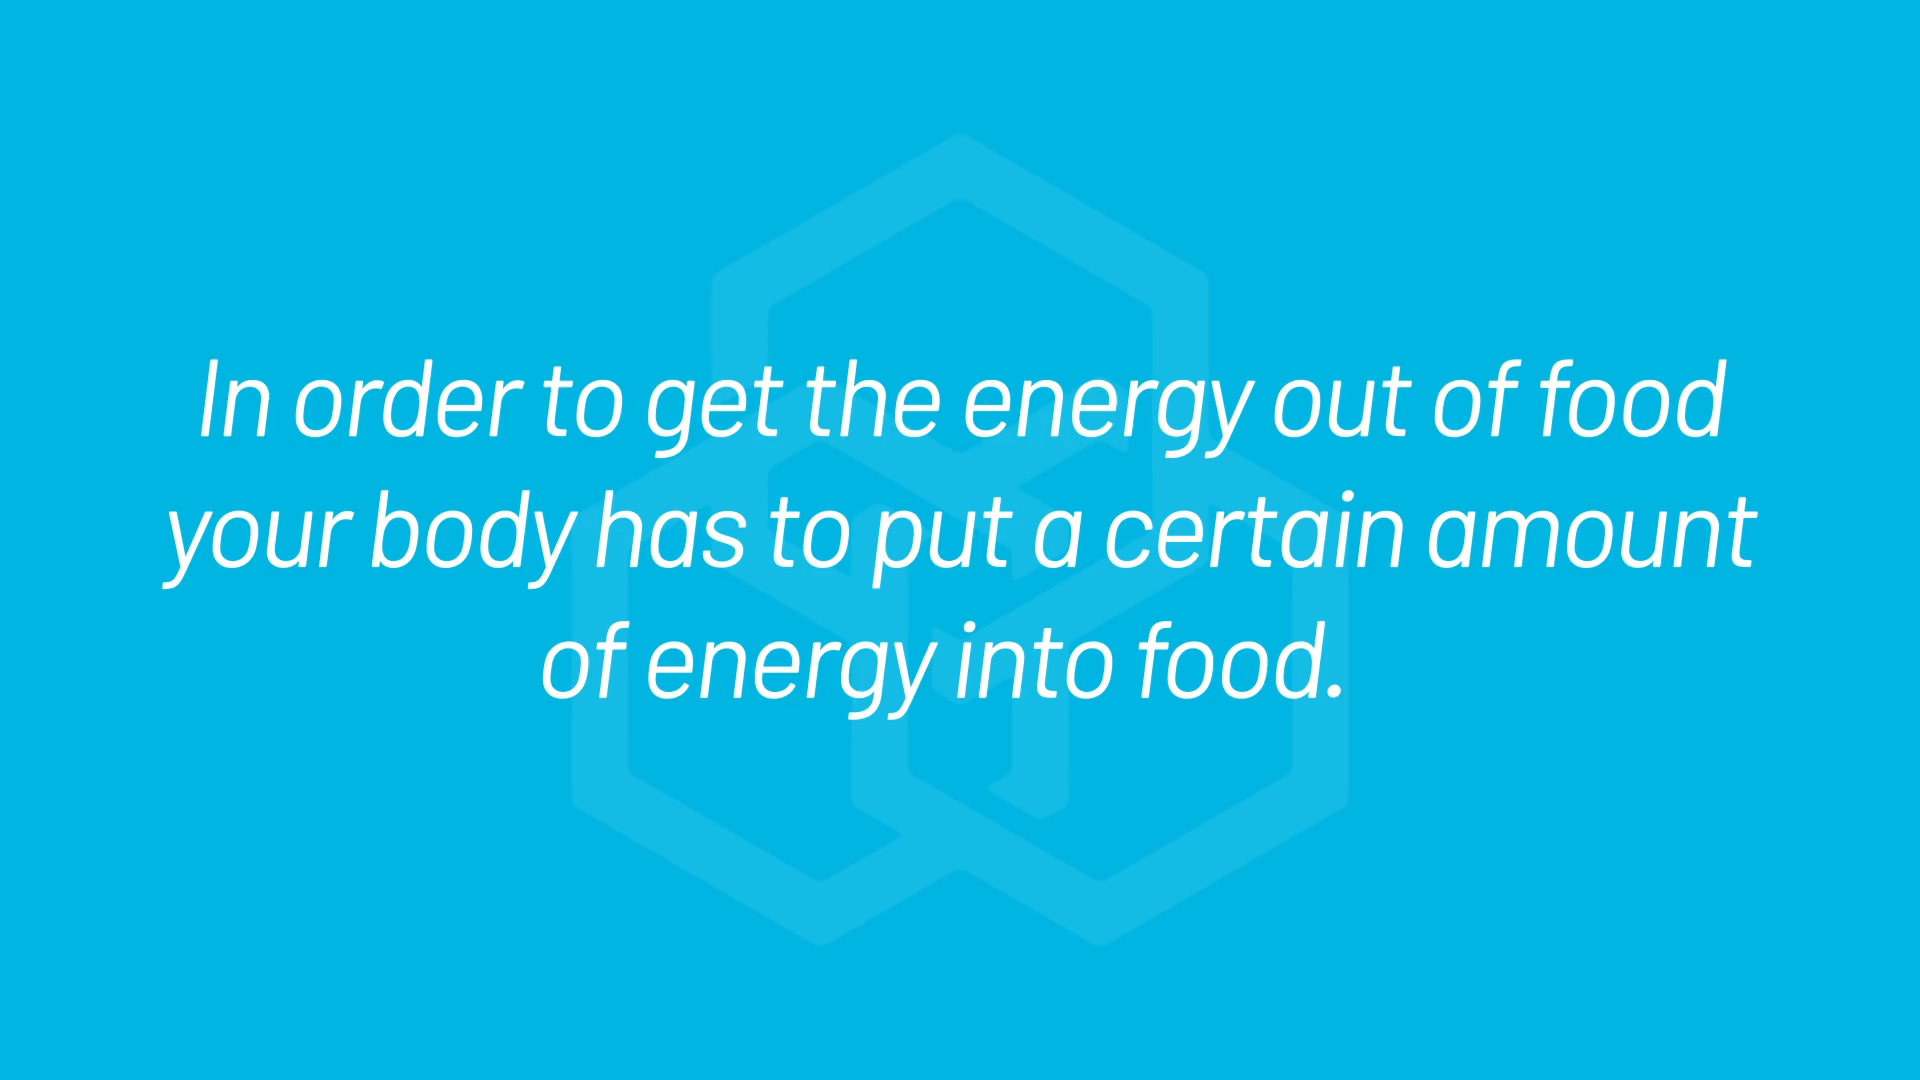 In order to get the energy out of food
your body has to put a certain amount
of energy into food.